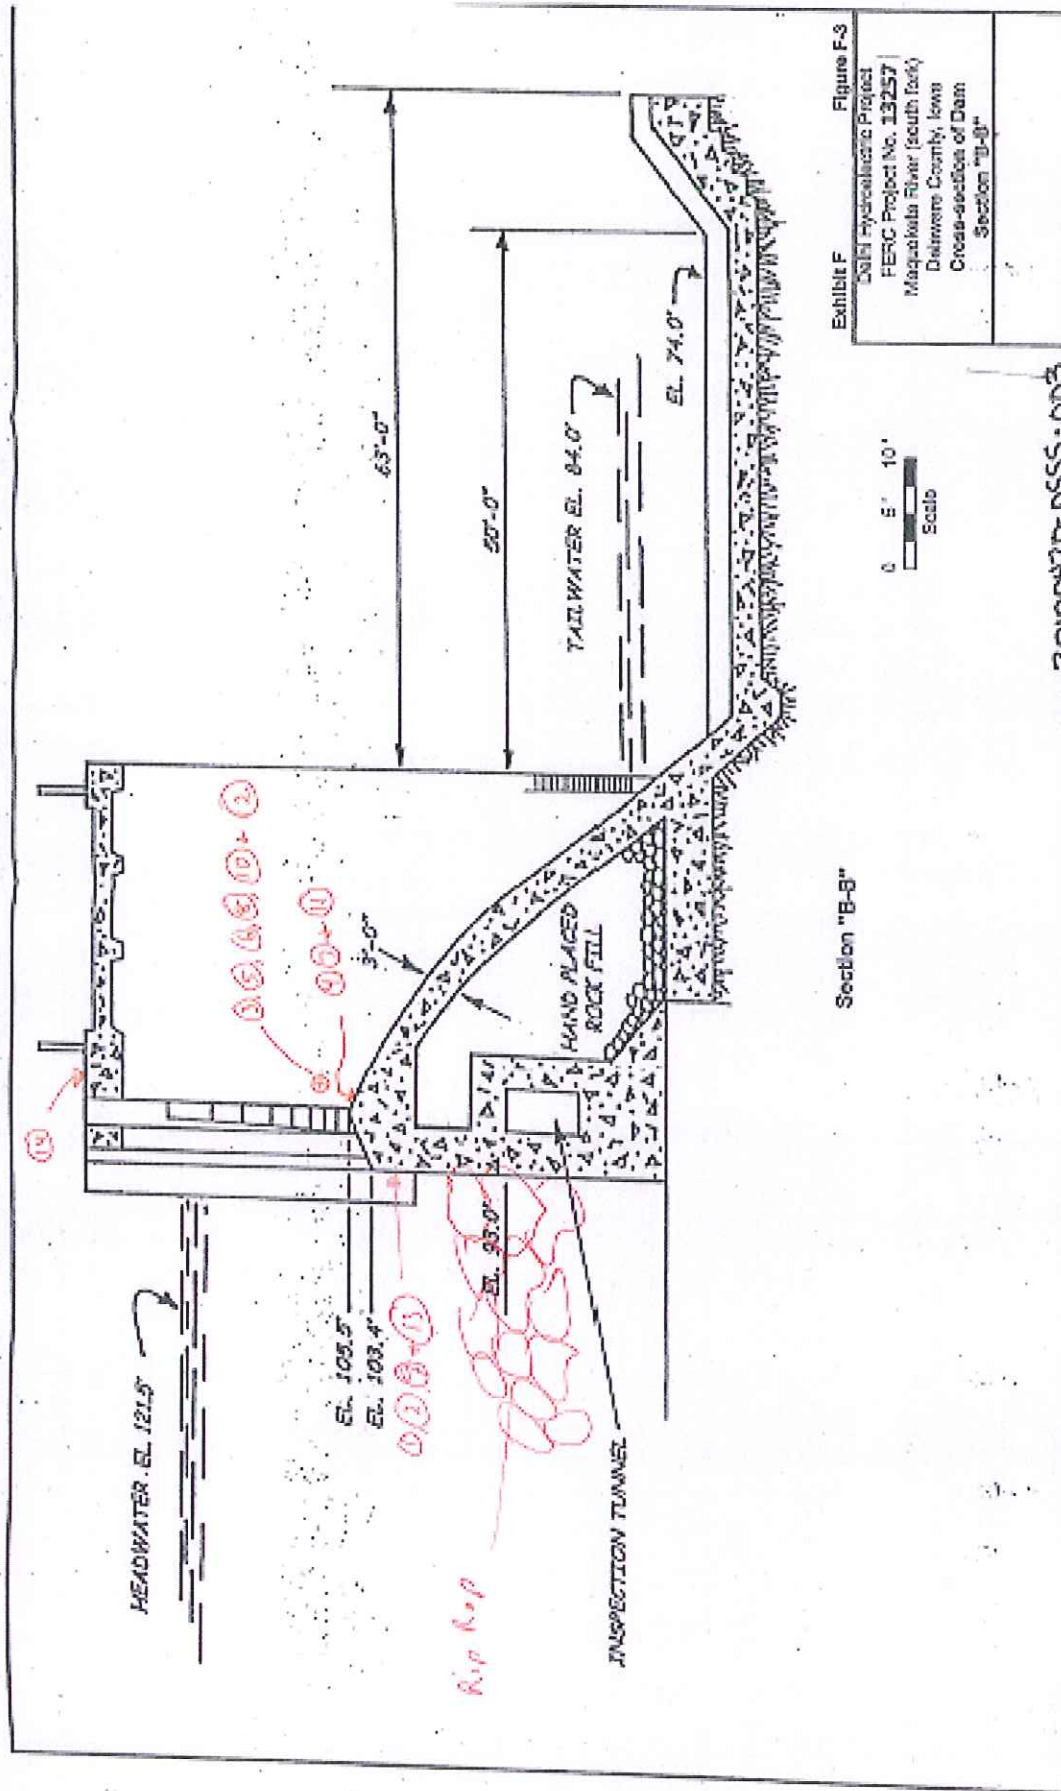 HEADWATER EL. 121.5'
EL. 105.5'
EL. 103.4'
EL. 93.0'
Rip Rap
INSPECTION TUNNEL
14
3'-0"
HAND PLACED
ROCK FILL
63'-0"
50'-0"
TAILWATER EL. 84.0'
EL. 74.0'
Section "B-B"
0 5' 10'
Scale
Exhibit F Figure F-3
Delhi Hydroelectric Project
FERC Project No. 13257
Maquoketa River (south fork)
Delaware County, Iowa
Cross-section of Dam
Section "B-B"